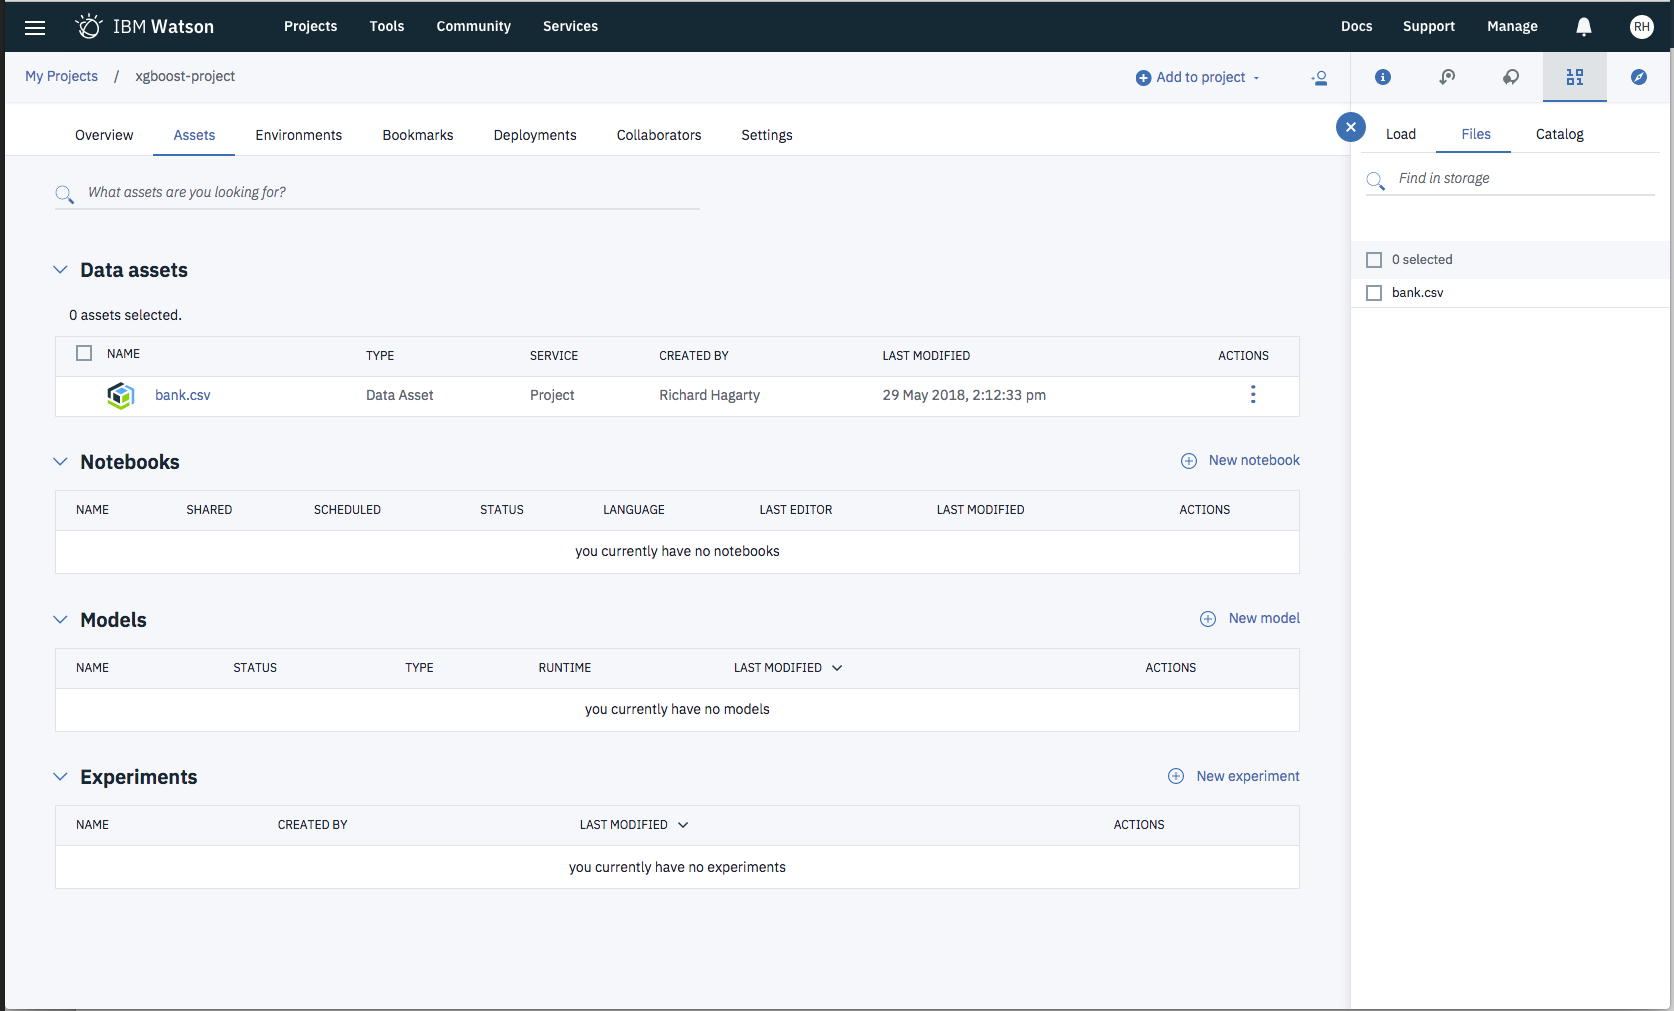 IBM Watson Projects Tools Community Services Docs Support Manage RH
My Projects / xgboost-project Add to project
Overview Assets Environments Bookmarks Deployments Collaborators Settings
Load Files Catalog
What assets are you looking for?
Find in storage
0 selected
bank.csv
Data assets
0 assets selected.
NAME TYPE SERVICE CREATED BY LAST MODIFIED ACTIONS
bank.csv Data Asset Project Richard Hagarty 29 May 2018, 2:12:33 pm
Notebooks New notebook
NAME SHARED SCHEDULED STATUS LANGUAGE LAST EDITOR LAST MODIFIED ACTIONS
you currently have no notebooks
Models New model
NAME STATUS TYPE RUNTIME LAST MODIFIED ACTIONS
you currently have no models
Experiments New experiment
NAME CREATED BY LAST MODIFIED ACTIONS
you currently have no experiments